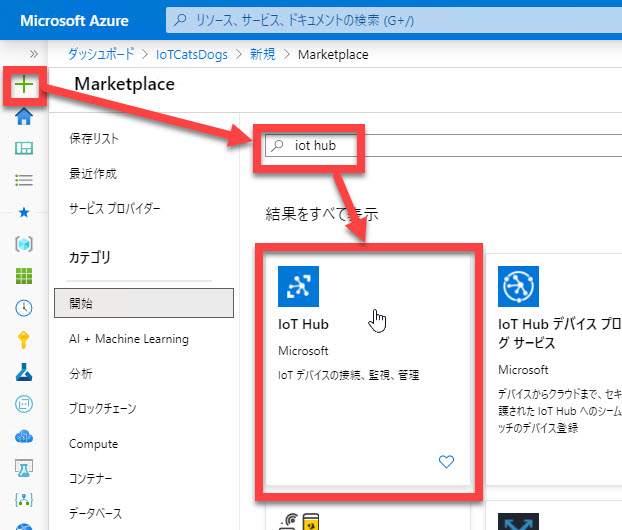 Microsoft Azure
リソース、サービス、ドキュメントの検索 (G+/)
ダッシュボード > IoTCatsDogs > 新規 > Marketplace
Marketplace
保存リスト
最近作成
サービス プロバイダー
カテゴリ
開始
AI + Machine Learning
分析
ブロックチェーン
Compute
コンテナー
データベース
iot hub
結果をすべて表示
IoT Hub
Microsoft
IoT デバイスの接続、監視、管理
IoT Hub デバイス プロ
グ サービス
Microsoft
デバイスからクラウドまで、セキ
護された IoT Hub へのシーム
ッチのデバイス登録